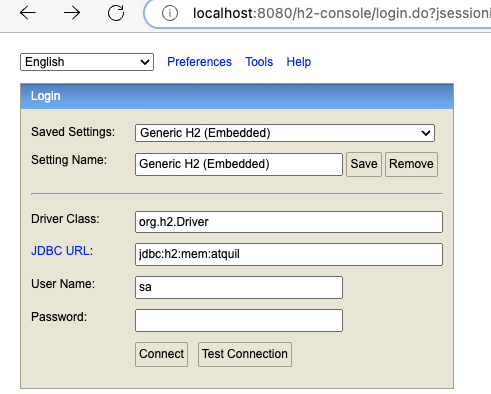 localhost:8080/h2-console/login.do?jsessioni
English Preferences Tools Help
Login
Saved Settings: Generic H2 (Embedded)
Setting Name: Generic H2 (Embedded) Save Remove
Driver Class: org.h2.Driver
JDBC URL: jdbc:h2:mem:atquil
User Name: sa
Password:
Connect Test Connection